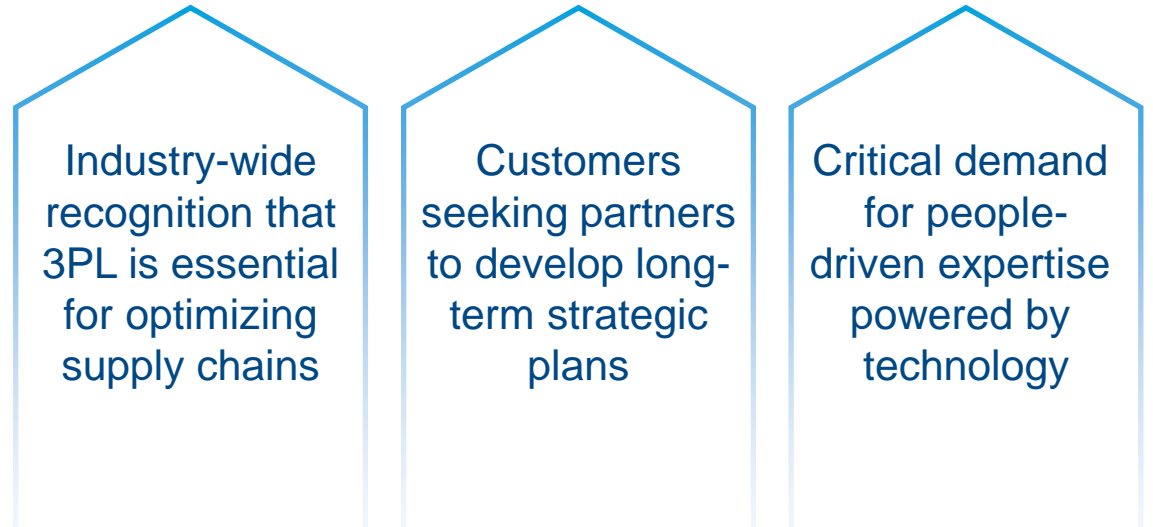 Industry-wide
recognition that
3PL is essential
for optimizing
supply chains
Customers
seeking partners
to develop long-
term strategic
plans
Critical demand
for people-
driven expertise
powered by
technology